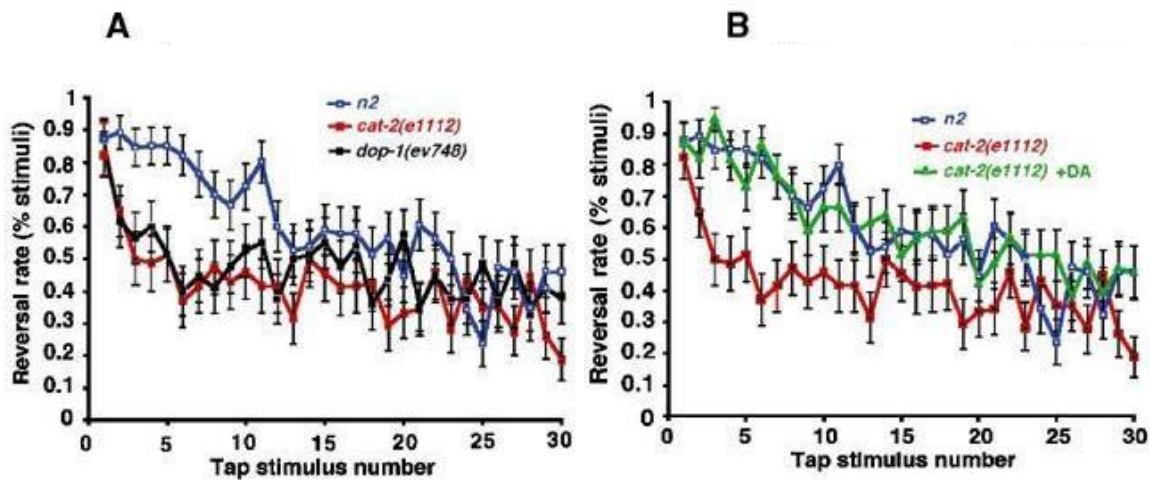 A
B
Reversal rate (% stimuli)
1
0.9
0.8
0.7
0.6
0.5
0.4
0.3
0.2
0.1
0
n2
cat-2(e1112)
dop-1(ev748)
0 5 10 15 20 25 30
Tap stimulus number
Reversal rate (% stimuli)
1
0.9
0.8
0.7
0.6
0.5
0.4
0.3
0.2
0.1
0
n2
cat-2(e1112)
cat-2(e1112) +DA
0 5 10 15 20 25 30
Tap stimulus number